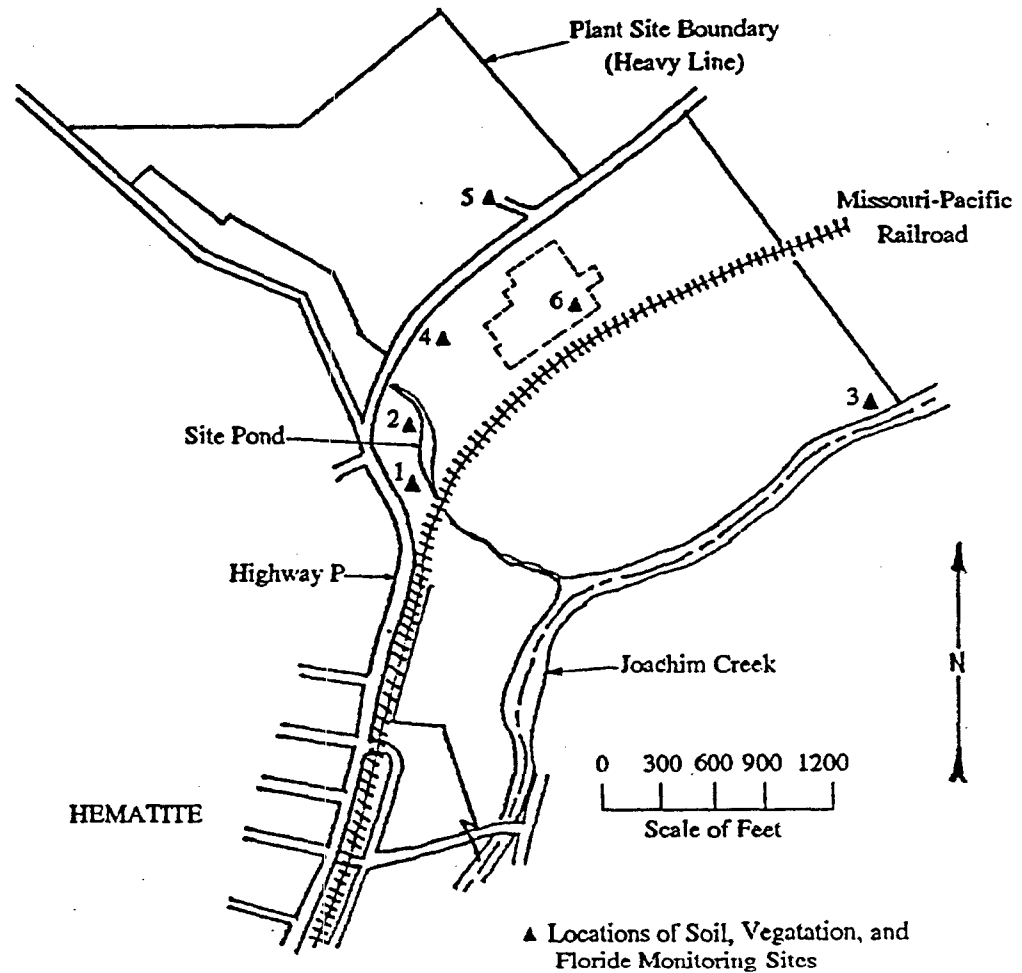 Plant Site Boundary
(Heavy Line)
Missouri-Pacific
Railroad
5
6
4
3
2
Site Pond
1
Highway P
Joachim Creek
N
0 300 600 900 1200
Scale of Feet
HEMATITE
▲ Locations of Soil, Vegatation, and
Floride Monitoring Sites